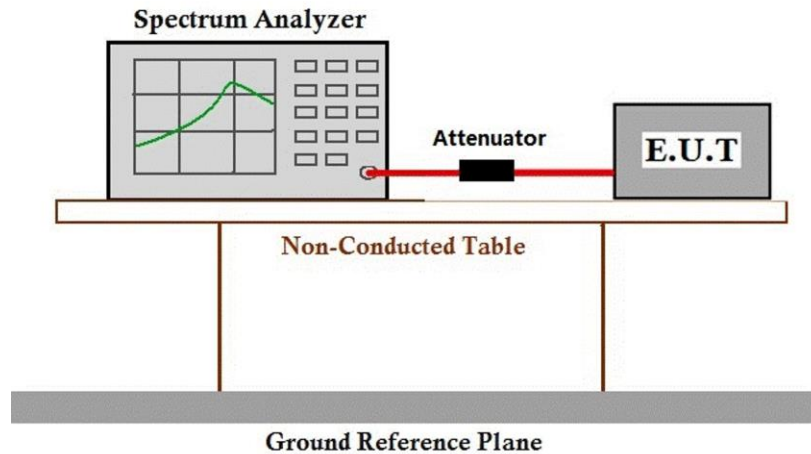 Spectrum Analyzer
Attenuator
E.U.T
Non-Conducted Table
Ground Reference Plane